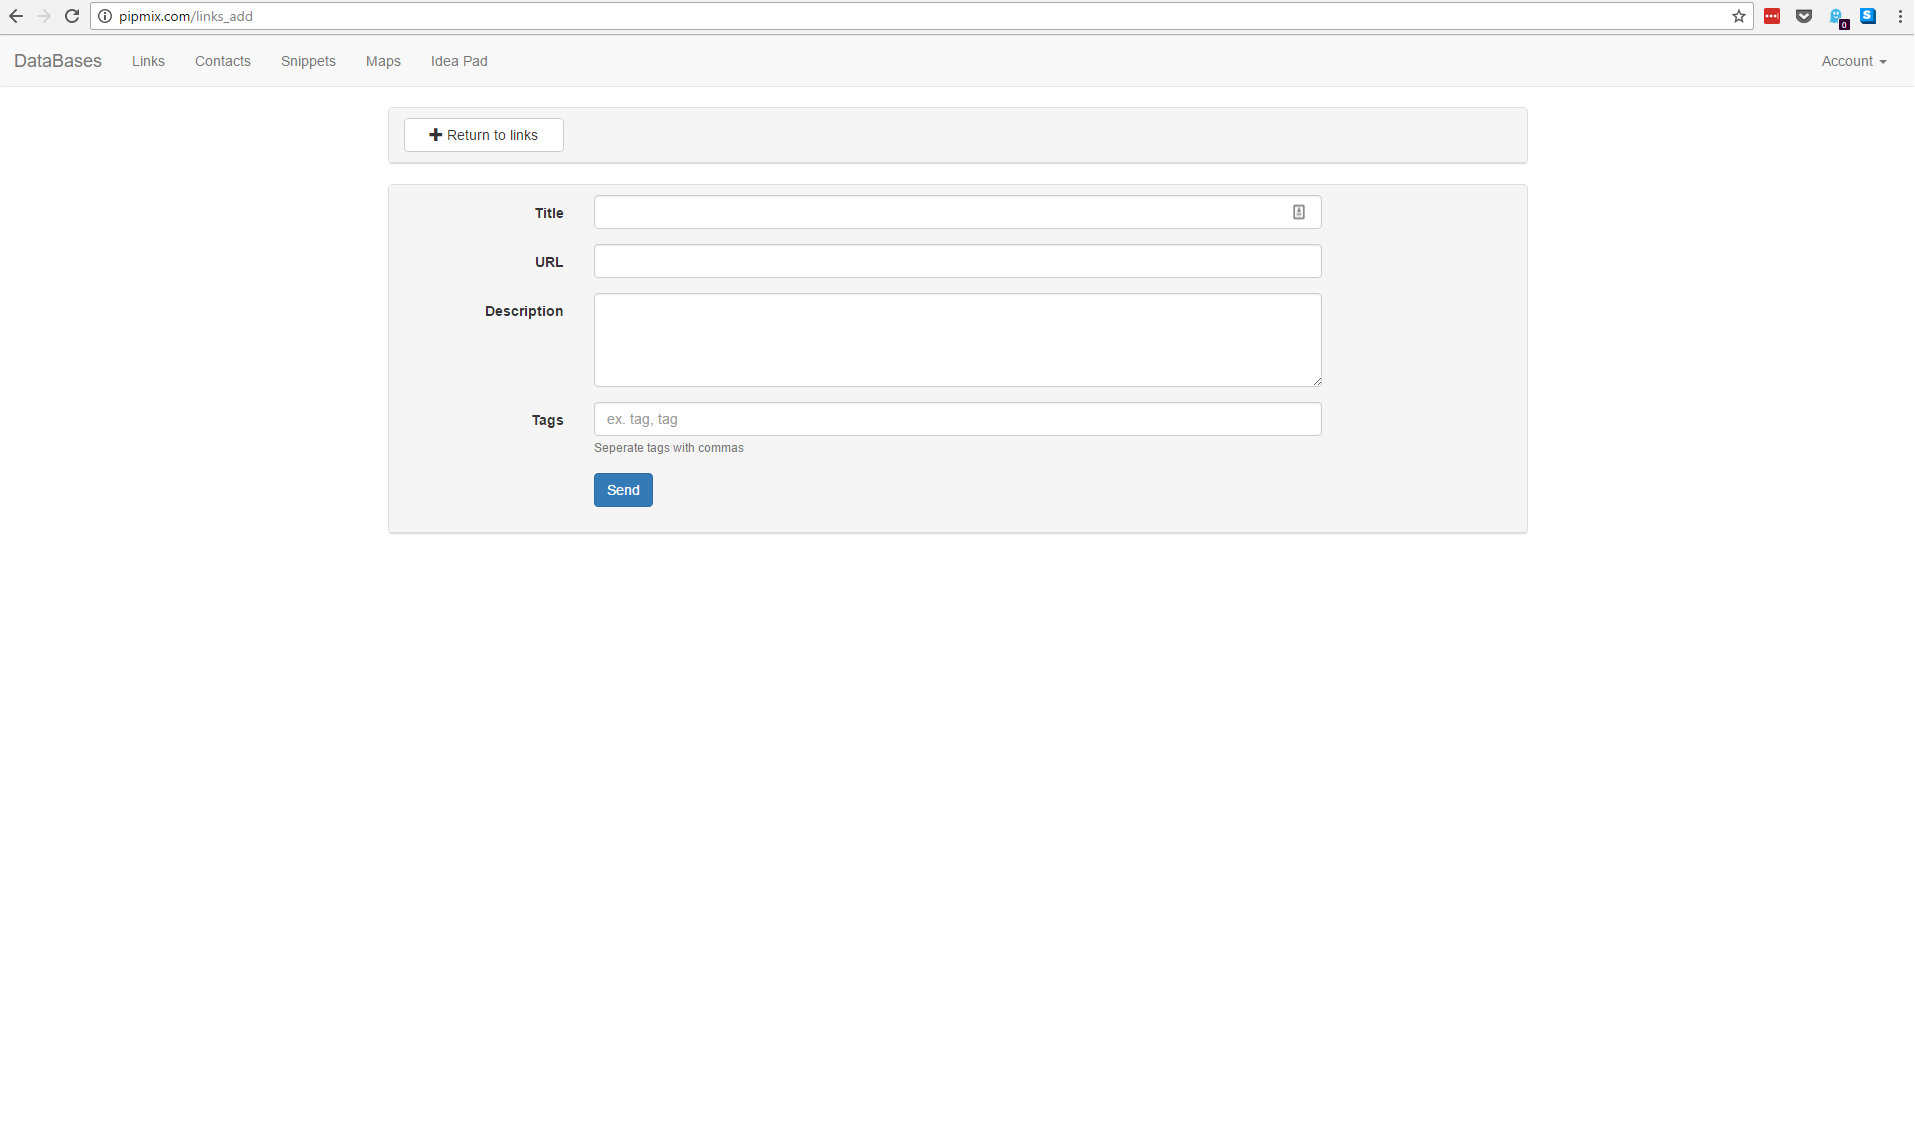 pipmix.com/links_add
DataBases Links Contacts Snippets Maps Idea Pad Account
Return to links
Title
URL
Description
Tags ex. tag, tag
Seperate tags with commas
Send
0
S